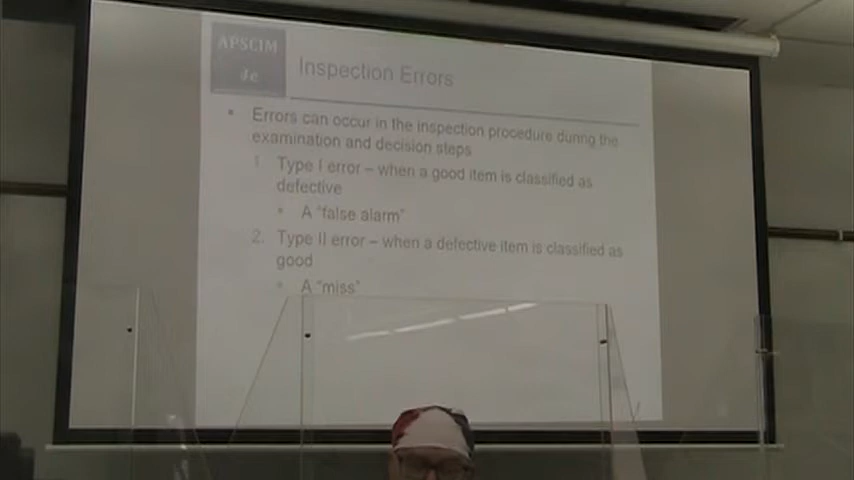 APSCIM
4e
Inspection Errors
• Errors can occur in the inspection procedure during the
examination and decision steps
1. Type I error – when a good item is classified as
defective
• A "false alarm"
2. Type II error – when a defective item is classified as
good
• A "miss"